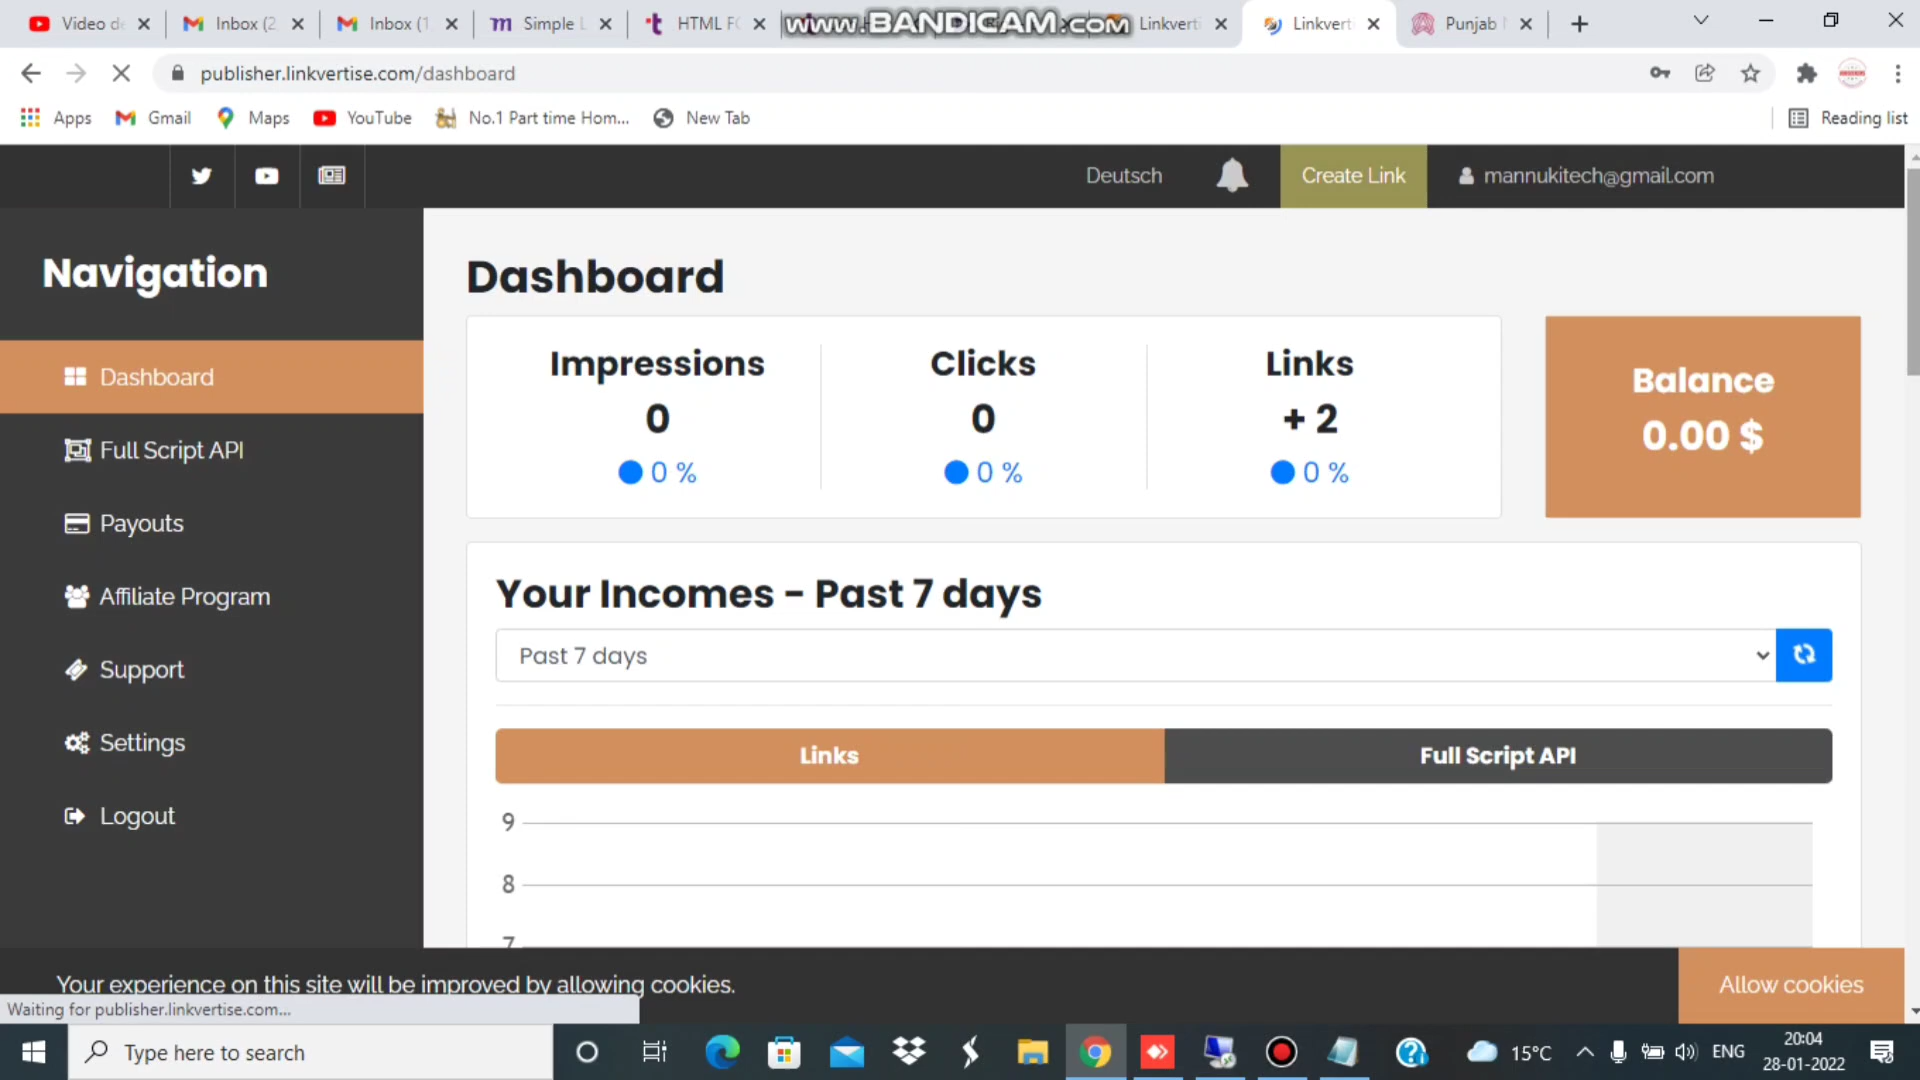 Video de
Inbox (2
Inbox (1
Simple L
HTML FO
www.BANDICAM.com
Linkverti
Linkverti
Punjab
publisher.linkvertise.com/dashboard
Apps
Gmail
Maps
YouTube
No.1 Part time Hom...
New Tab
Reading list
Deutsch
Create Link
mannukitech@gmail.com
Navigation
Dashboard
Full Script API
Payouts
Affiliate Program
Support
Settings
Logout
Dashboard
Impressions
0
0 %
Clicks
0
0 %
Links
+ 2
0 %
Balance
0.00 $
Your Incomes - Past 7 days
Past 7 days
Links
Full Script API
9
8
7
Your experience on this site will be improved by allowing cookies.
Allow cookies
Waiting for publisher.linkvertise.com...
Type here to search
15°C
ENG
20:04
28-01-2022